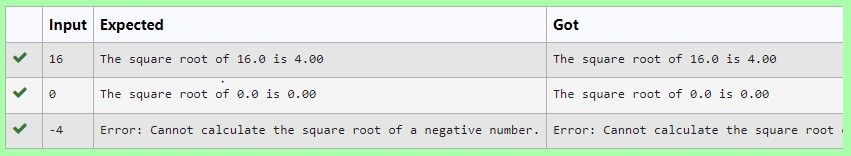 Input Expected Got
16 The square root of 16.0 is 4.00 The square root of 16.0 is 4.00
0 The square root of 0.0 is 0.00 The square root of 0.0 is 0.00
-4 Error: Cannot calculate the square root of a negative number. Error: Cannot calculate the square root